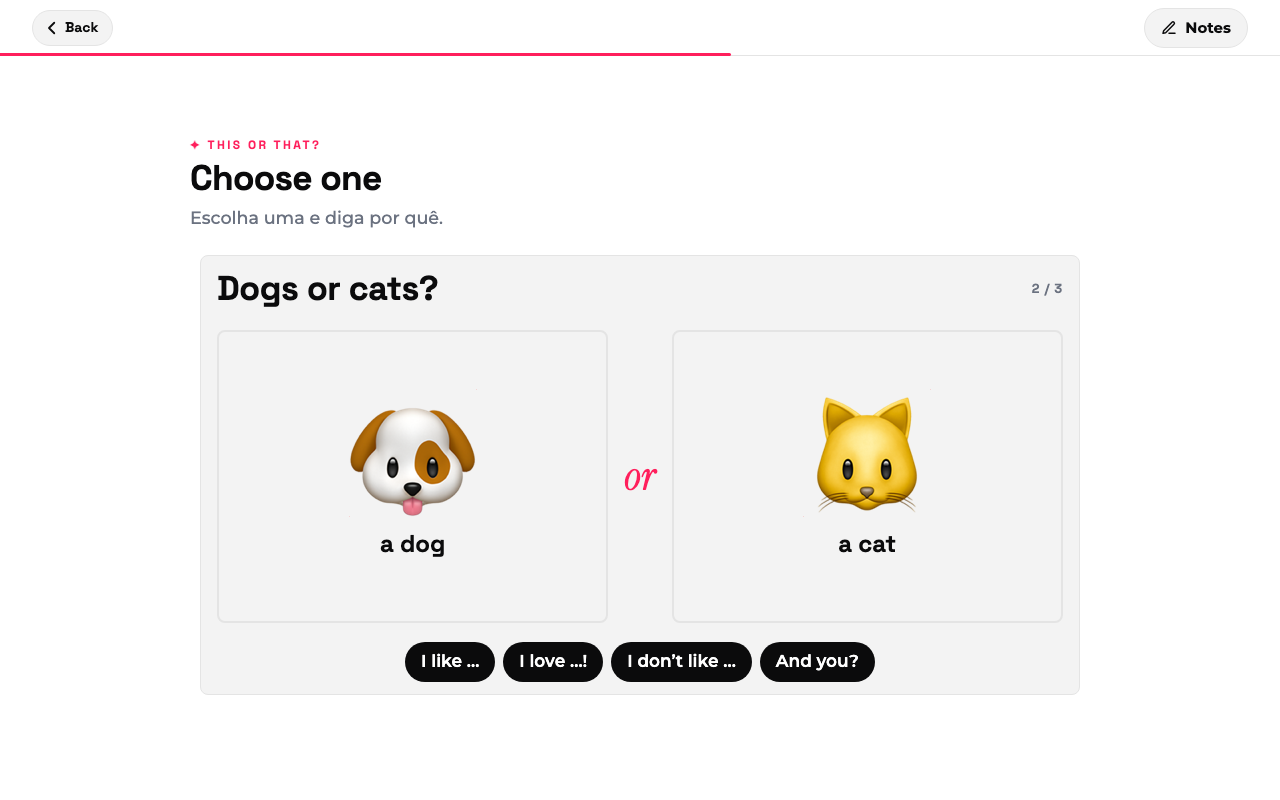 Back
Notes
✦ THIS OR THAT?
Choose one
Escolha uma e diga por quê.
Dogs or cats?
2 / 3
or
a dog
a cat
I like ...
I love ...!
I don’t like ...
And you?